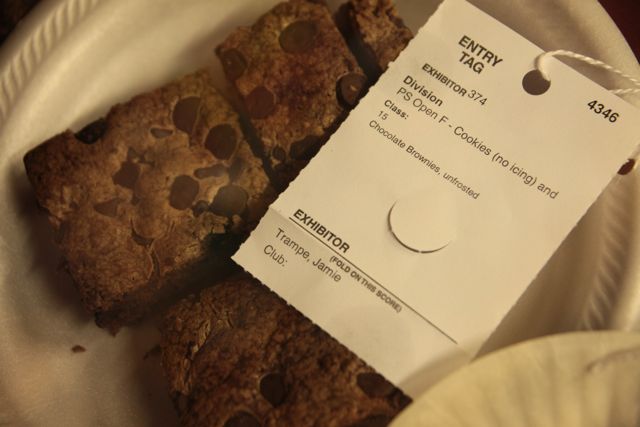 ENTRY
TAG
4346
EXHIBITOR 374
Division
PS Open F - Cookies (no icing) and
Class:
15
Chocolate Brownies, unfrosted
EXHIBITOR
(FOLD ON THIS SCORE)
Trampe, Jamie
Club: